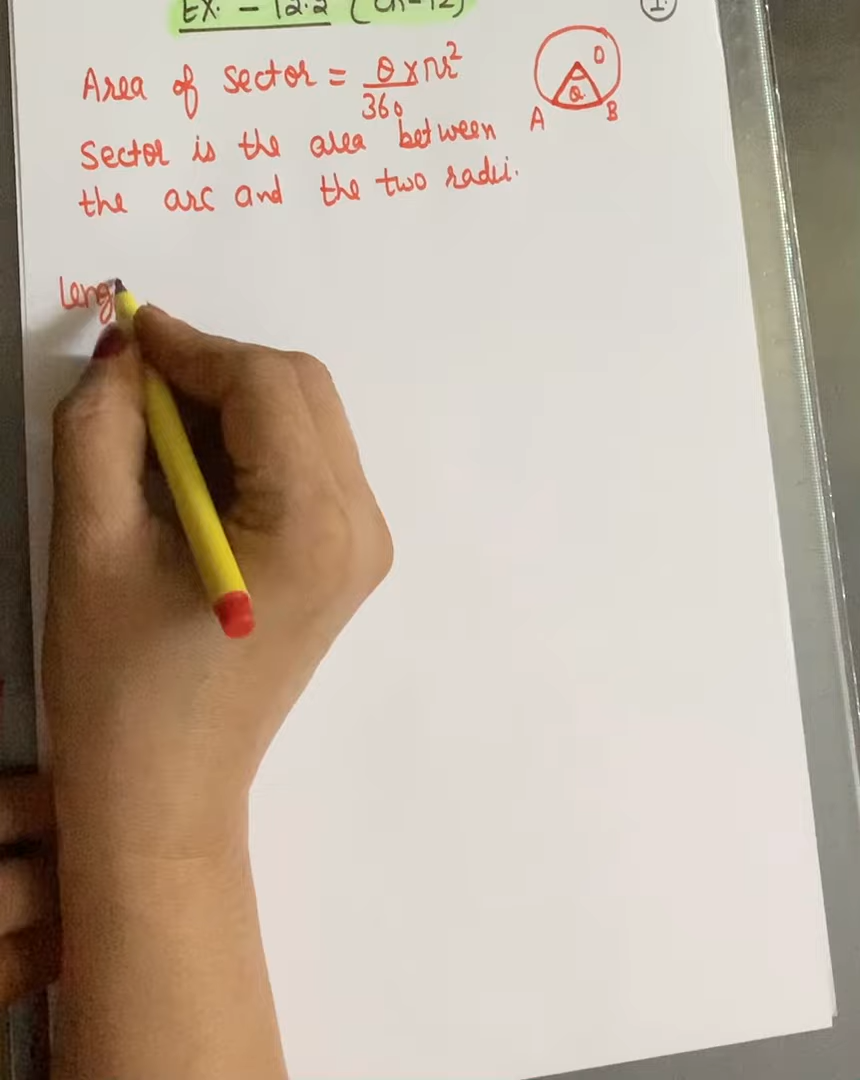 Ex. - 12.2 (Ch-12)
1.
Area of sector = θ/360 × πr²
O
θ
A B
Sector is the area between
the arc and the two radii.
Leng